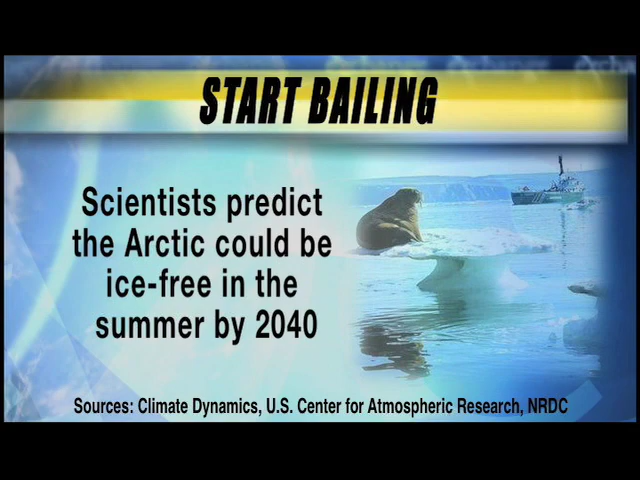 START BAILING
Scientists predict
the Arctic could be
ice-free in the
summer by 2040
Sources: Climate Dynamics, U.S. Center for Atmospheric Research, NRDC